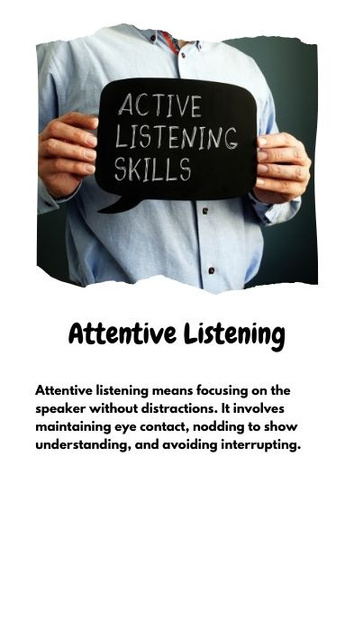 ACTIVE
LISTENING
SKILLS
Attentive Listening
Attentive listening means focusing on the
speaker without distractions. It involves
maintaining eye contact, nodding to show
understanding, and avoiding interrupting.